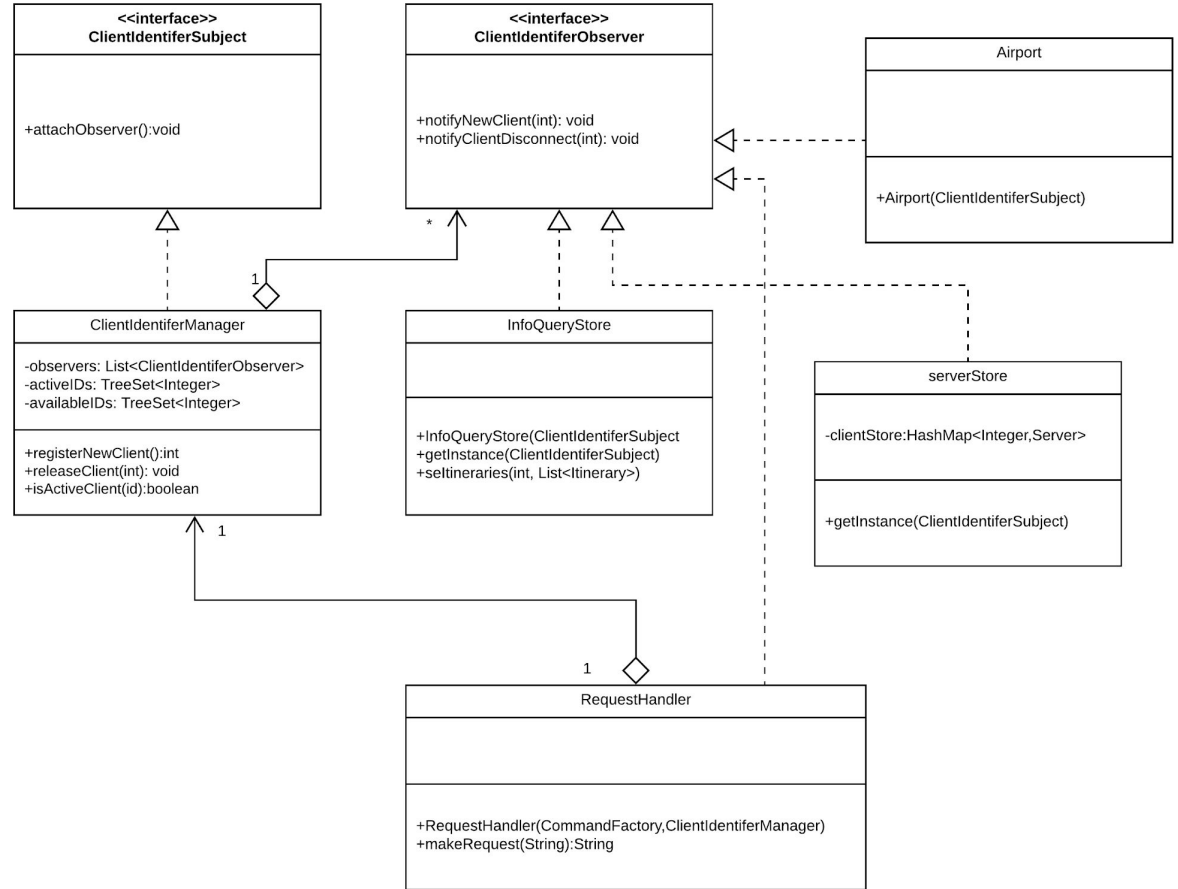 <<interface>>
ClientIdentiferSubject
+attachObserver():void
<<interface>>
ClientIdentiferObserver
+notifyNewClient(int): void
+notifyClientDisconnect(int): void
Airport
+Airport(ClientIdentiferSubject)
*
1
ClientIdentiferManager
-observers: List<ClientIdentiferObserver>
-activeIDs: TreeSet<Integer>
-availableIDs: TreeSet<Integer>
+registerNewClient():int
+releaseClient(int): void
+isActiveClient(id):boolean
InfoQueryStore
+InfoQueryStore(ClientIdentiferSubject
+getInstance(ClientIdentiferSubject)
+seItineraries(int, List<Itinerary>)
serverStore
-clientStore:HashMap<Integer,Server>
+getInstance(ClientIdentiferSubject)
1
1
RequestHandler
+RequestHandler(CommandFactory,ClientIdentiferManager)
+makeRequest(String):String